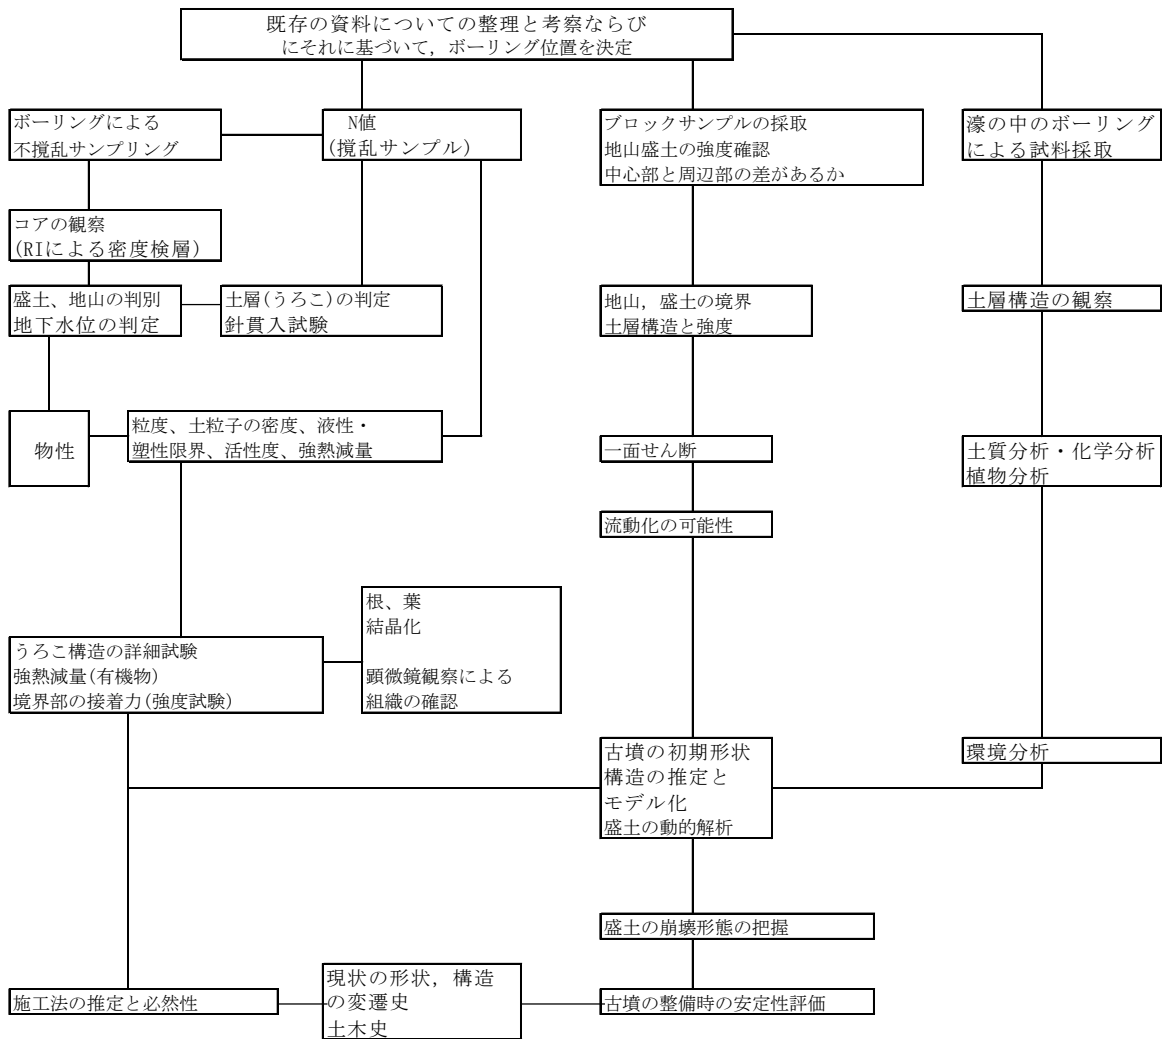 既存の資料についての整理と考察ならび
にそれに基づいて，ボーリング位置を決定
ボーリングによる
不撹乱サンプリング
N値
(撹乱サンプル)
ブロックサンプルの採取
地山盛土の強度確認
中心部と周辺部の差があるか
濠の中のボーリング
による試料採取
コアの観察
(RIによる密度検層)
盛土、地山の判別
地下水位の判定
土層(うろこ)の判定
針貫入試験
地山，盛土の境界
土層構造と強度
土層構造の観察
物性
粒度、土粒子の密度、液性・
塑性限界、活性度、強熱減量
一面せん断
土質分析・化学分析
植物分析
流動化の可能性
根、葉
結晶化
顕微鏡観察による
組織の確認
うろこ構造の詳細試験
強熱減量(有機物)
境界部の接着力(強度試験)
古墳の初期形状
構造の推定と
モデル化
盛土の動的解析
環境分析
盛土の崩壊形態の把握
施工法の推定と必然性
現状の形状，構造
の変遷史
土木史
古墳の整備時の安定性評価